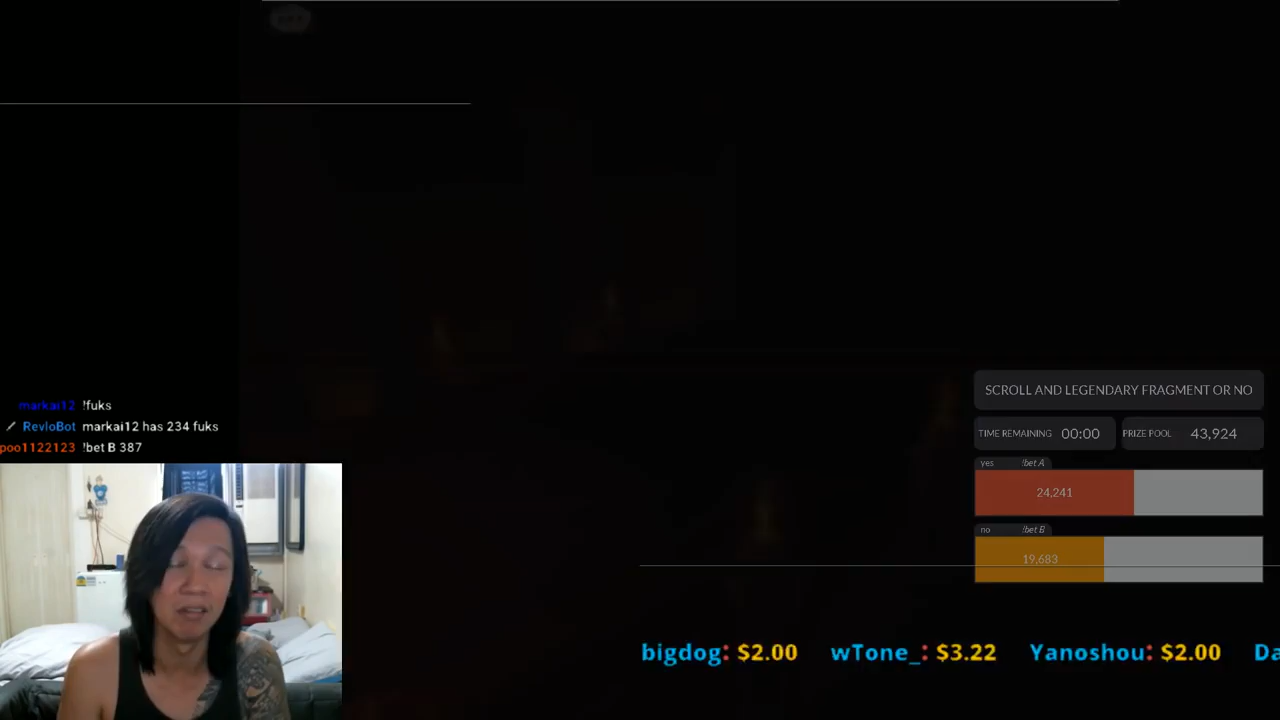 SCROLL AND LEGENDARY FRAGMENT OR NO
TIME REMAINING 00:00 PRIZE POOL 43,924
yes !bet A
24,241
no !bet B
19,683
markai12 !fuks
RevloBot markai12 has 234 fuks
poo1122123 !bet B 387
bigdog: $2.00 wTone_: $3.22 Yanoshou: $2.00 Da